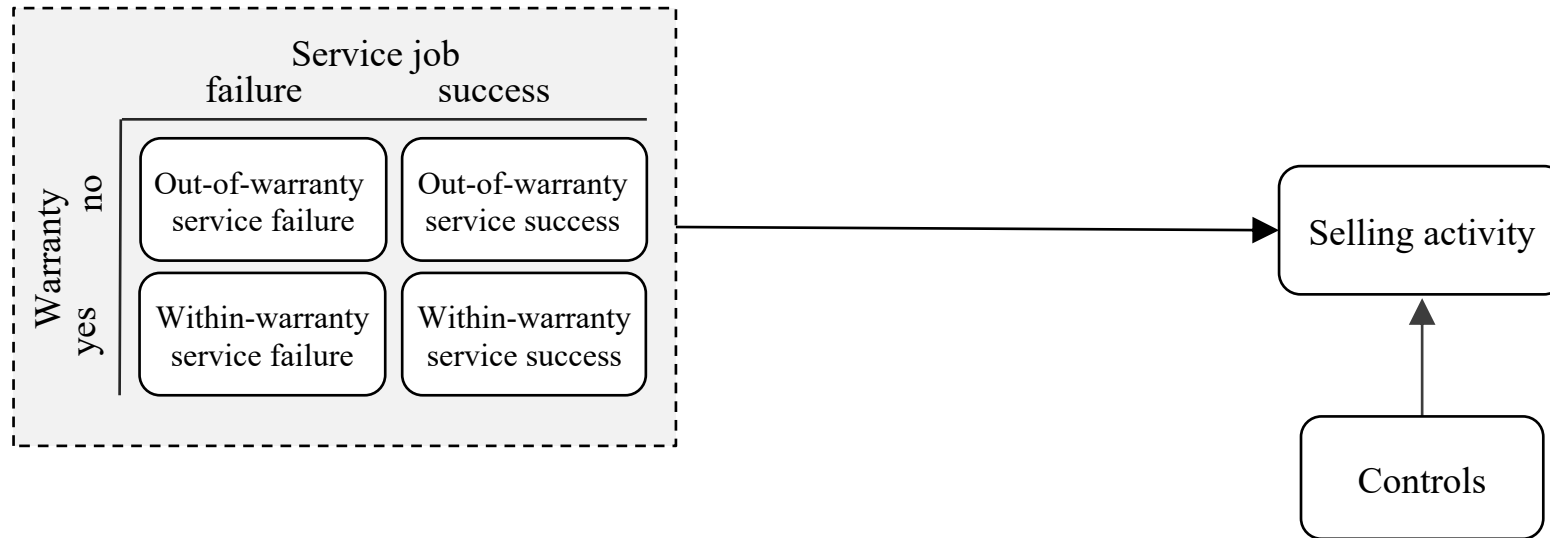 Service job
failure success
Warranty
no
yes
Out-of-warranty
service failure
Out-of-warranty
service success
Within-warranty
service failure
Within-warranty
service success
Selling activity
Controls